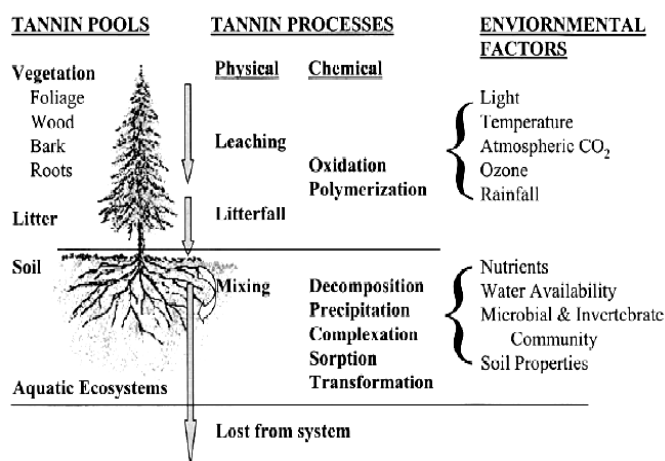 TANNIN POOLS
TANNIN PROCESSES
ENVIORNMENTAL
FACTORS
Vegetation
Foliage
Wood
Bark
Roots
Litter
Soil
Aquatic Ecosystems
Physical
Chemical
Leaching
Oxidation
Polymerization
Litterfall
Mixing
Decomposition
Precipitation
Complexation
Sorption
Transformation
Lost from system
Light
Temperature
Atmospheric CO₂
Ozone
Rainfall
Nutrients
Water Availability
Microbial & Invertebrate
Community
Soil Properties